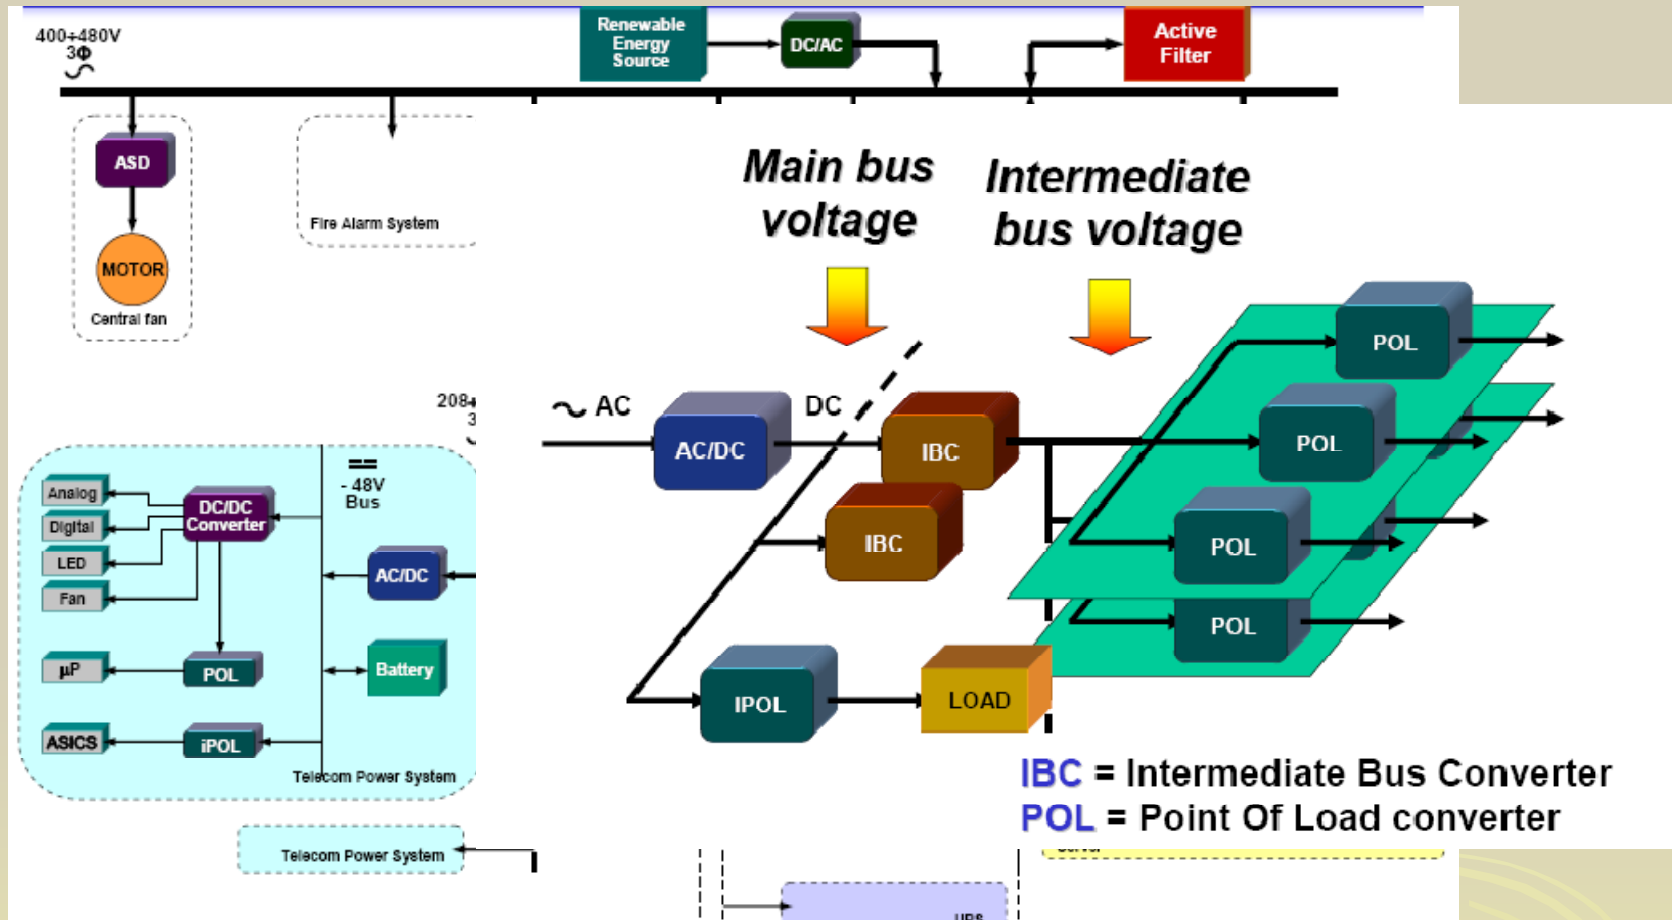 400÷480V
3Φ
Renewable
Energy
Source
DC/AC
Active
Filter
ASD
MOTOR
Central fan
Fire Alarm System
Main bus
voltage
Intermediate
bus voltage
AC
DC
AC/DC
IBC
IBC
IPOL
LOAD
POL
POL
POL
POL
208
3
- 48V
Bus
Analog
Digital
LED
Fan
DC/DC
Converter
AC/DC
µP
POL
Battery
ASICS
iPOL
Telecom Power System
Telecom Power System
IBC = Intermediate Bus Converter
POL = Point Of Load converter
Server
UPS